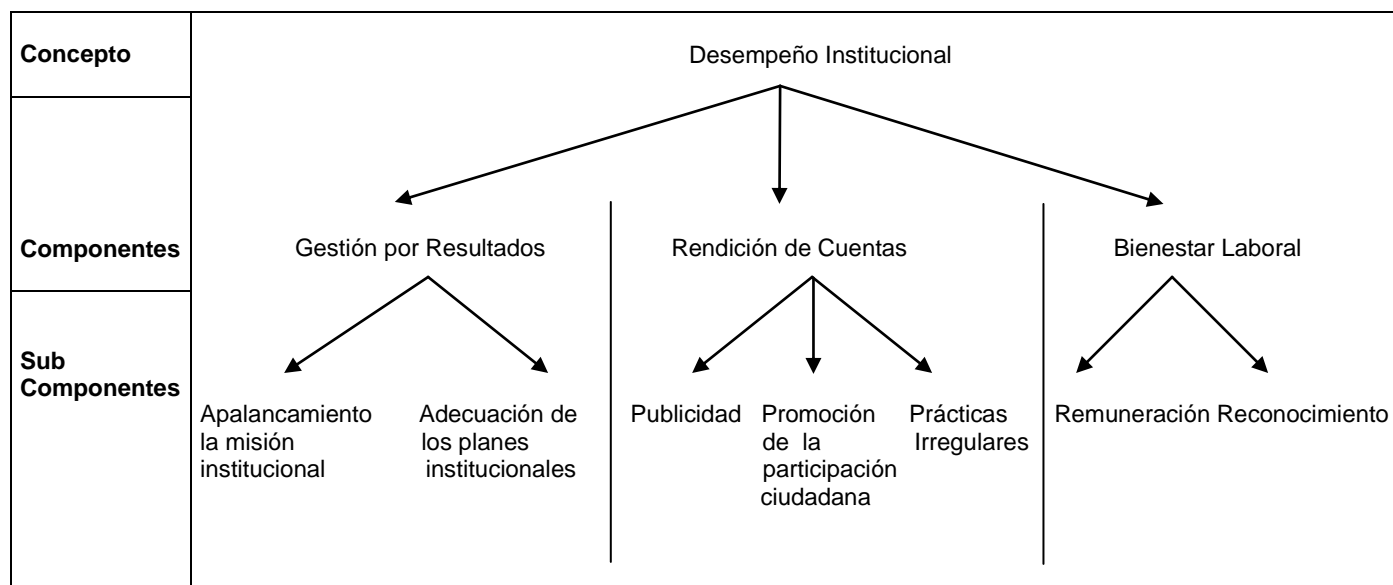 Concepto
Desempeño Institucional
Componentes
Gestión por Resultados
Rendición de Cuentas
Bienestar Laboral
Sub
Componentes
Apalancamiento
la misión
institucional
Adecuación de
los planes
institucionales
Publicidad
Promoción
de la
participación
ciudadana
Prácticas
Irregulares
Remuneración
Reconocimiento